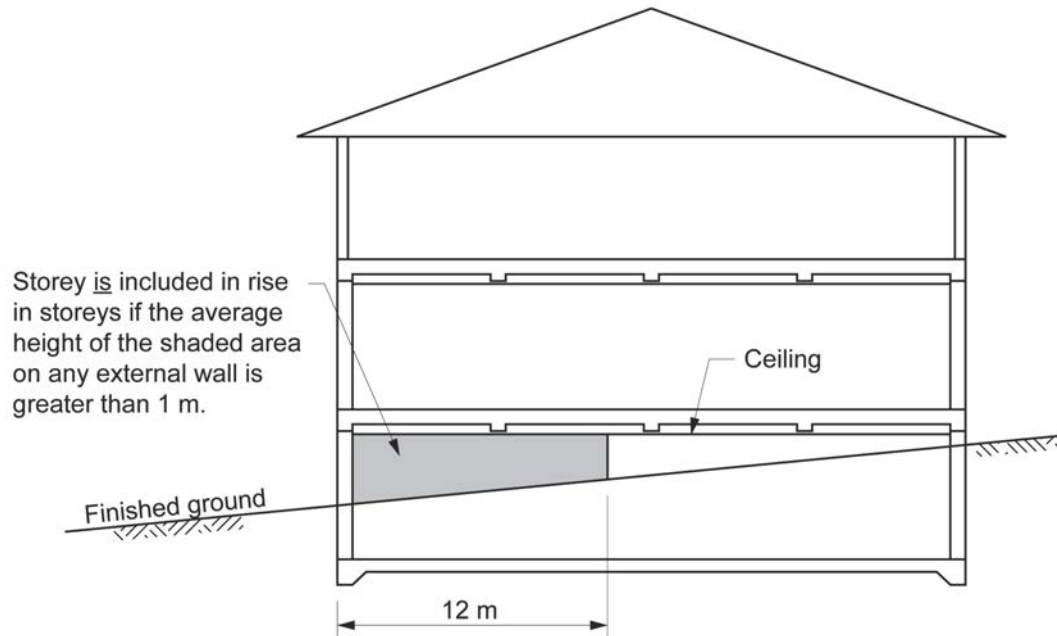 Storey is included in rise
in storeys if the average
height of the shaded area
on any external wall is
greater than 1 m.
Ceiling
Finished ground
12 m